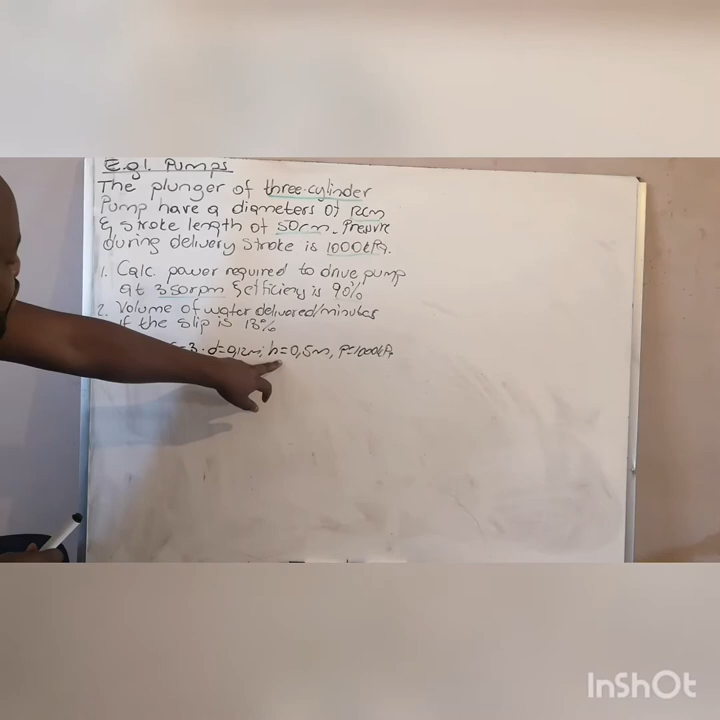 E.g1. Pumps
The plunger of three-cylinder
Pump have a diameters of 12cm
& stroke length of 50cm. Pressure
during delivery stroke is 1000kPa.
1. Calc. power required to drive pump
at 350rpm & efficiency is 90%
2. Volume of water delivered/minutes
if the slip is 13%
=3. d=0,12m; h=0,5m, P=1000kPa
InShOt